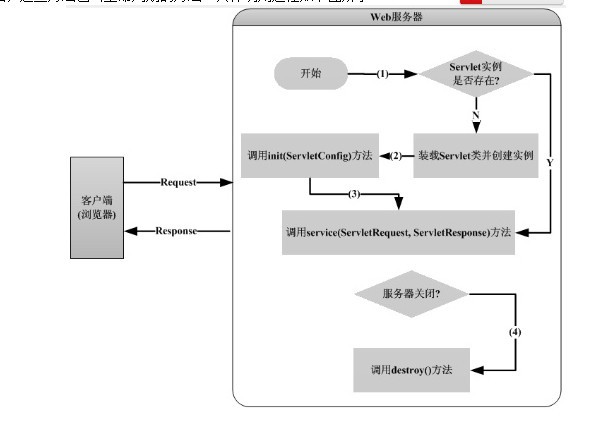 Web服务器
开始
(1)
Servlet实例
是否存在?
N
Y
调用init(ServletConfig)方法
(2)
装载Servlet类并创建实例
(3)
客户端
(浏览器)
Request
Response
调用service(ServletRequest, ServletResponse)方法
服务器关闭?
(4)
调用destroy()方法